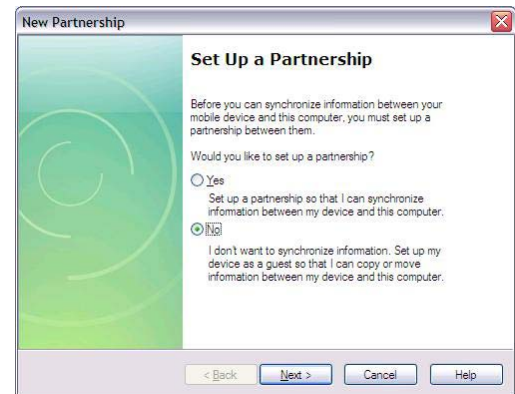 New Partnership
Set Up a Partnership
Before you can synchronize information between your
mobile device and this computer, you must set up a
partnership between them.
Would you like to set up a partnership?
Yes
Set up a partnership so that I can synchronize
information between my device and this computer.
No
I don't want to synchronize information. Set up my
device as a guest so that I can copy or move
information between my device and this computer.
< Back Next > Cancel Help